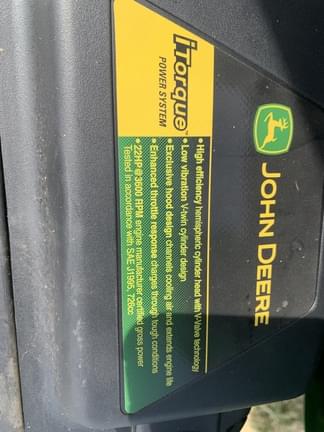 iTorque™
POWER SYSTEM
• High efficiency hemispheric cylinder head with V-Valve technology
• Low vibration V-twin cylinder design
• Exclusive hood design channels cooling air and extends engine life
• Enhanced throttle response charges through tough conditions
• 22HP @ 3600 RPM engine manufacturer certified gross power
Tested in accordance with SAE J1995, 726cc
JOHN DEERE